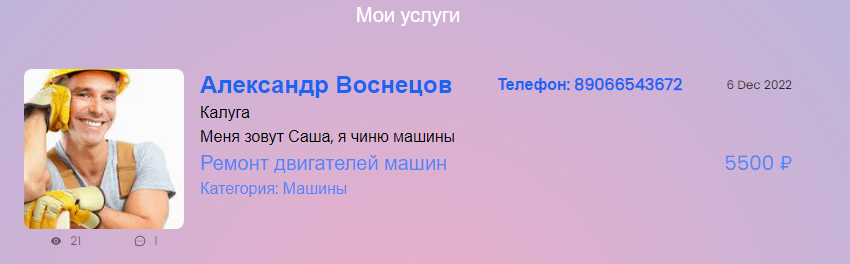 Мои услуги
Александр Воснецов Телефон: 89066543672 6 Dec 2022
Калуга
Меня зовут Саша, я чиню машины
Ремонт двигателей машин 5500 ₽
Категория: Машины
21 1